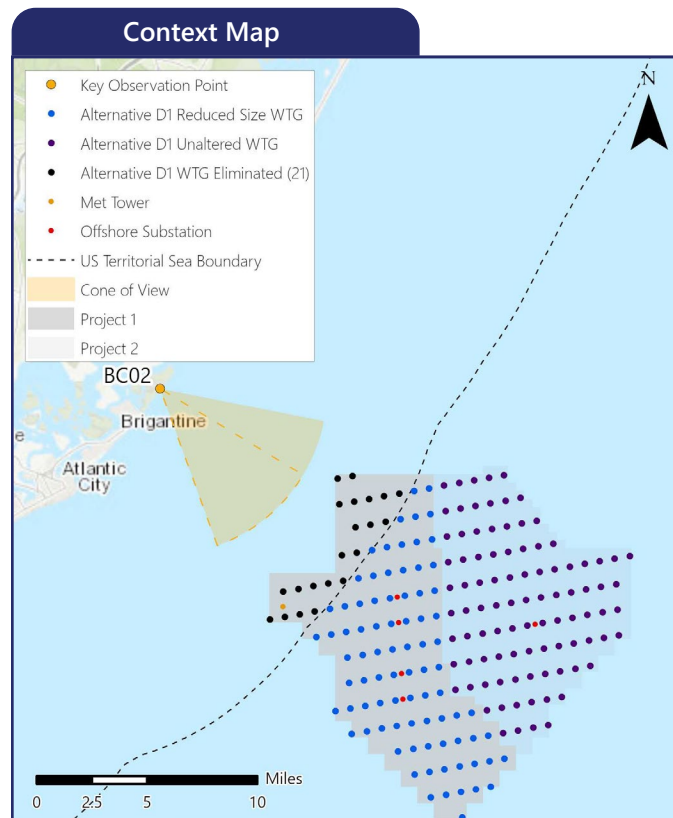 Context Map
N
Key Observation Point
Alternative D1 Reduced Size WTG
Alternative D1 Unaltered WTG
Alternative D1 WTG Eliminated (21)
Met Tower
Offshore Substation
US Territorial Sea Boundary
Cone of View
Project 1
Project 2
BC02
Brigantine
e
Atlantic
City
Miles
0 2.5 5 10